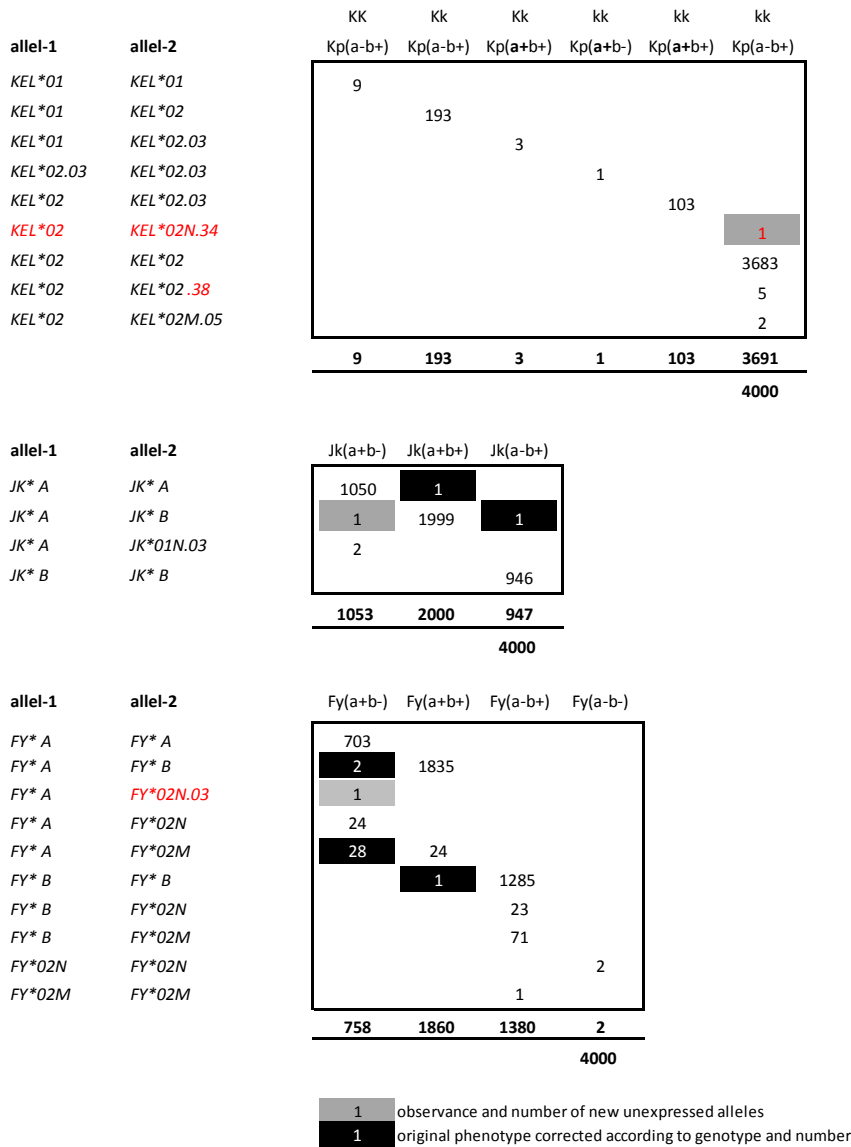 KK Kk Kk kk kk kk
allel-1 allel-2 Kp(a-b+) Kp(a-b+) Kp(a+b+) Kp(a+b-) Kp(a+b+) Kp(a-b+)
KEL*01 KEL*01 9
KEL*01 KEL*02 193
KEL*01 KEL*02.03 3
KEL*02.03 KEL*02.03 1
KEL*02 KEL*02.03 103
KEL*02 KEL*02N.34 1
KEL*02 KEL*02 3683
KEL*02 KEL*02 .38 5
KEL*02 KEL*02M.05 2
9 193 3 1 103 3691
4000
allel-1 allel-2 Jk(a+b-) Jk(a+b+) Jk(a-b+)
JK* A JK* A 1050 1
JK* A JK* B 1 1999 1
JK* A JK*01N.03 2
JK* B JK* B 946
1053 2000 947
4000
allel-1 allel-2 Fy(a+b-) Fy(a+b+) Fy(a-b+) Fy(a-b-)
FY* A FY* A 703
FY* A FY* B 2 1835
FY* A FY*02N.03 1
FY* A FY*02N 24
FY* A FY*02M 28 24
FY* B FY* B 1 1285
FY* B FY*02N 23
FY* B FY*02M 71
FY*02N FY*02N 2
FY*02M FY*02M 1
758 1860 1380 2
4000
1 observance and number of new unexpressed alleles
1 original phenotype corrected according to genotype and number